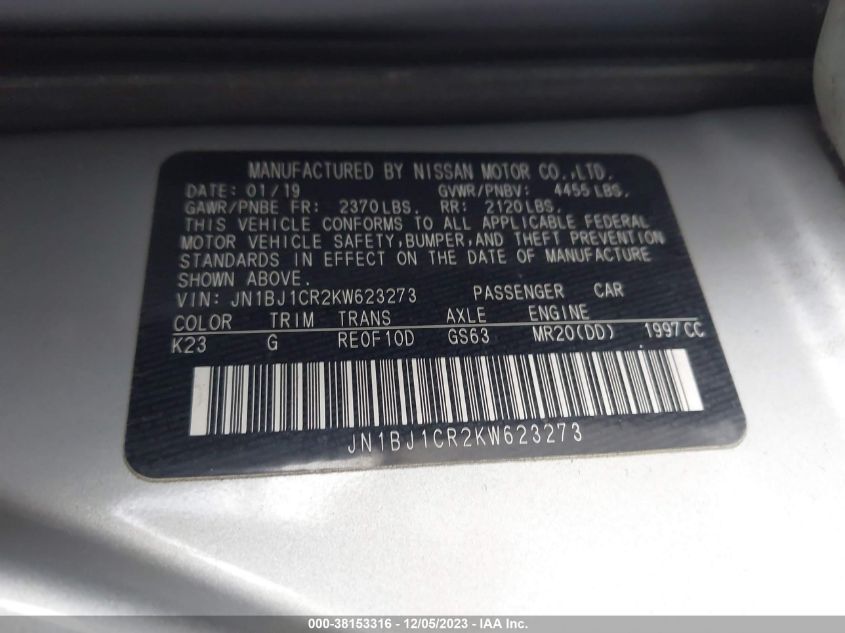 MANUFACTURED BY NISSAN MOTOR CO.,LTD.
DATE: 01/19 GVWR/PNBV: 4455 LBS.
GAWR/PNBE FR: 2370 LBS. RR: 2120 LBS.
THIS VEHICLE CONFORMS TO ALL APPLICABLE FEDERAL
MOTOR VEHICLE SAFETY, BUMPER, AND THEFT PREVENTION
STANDARDS IN EFFECT ON THE DATE OF MANUFACTURE
SHOWN ABOVE.
VIN: JN1BJ1CR2KW623273 PASSENGER CAR
COLOR TRIM TRANS AXLE ENGINE
K23 G RE0F10D GS63 MR20(DD) 1997 CC
JN1BJ1CR2KW623273
000-38153316 - 12/05/2023 - IAA Inc.